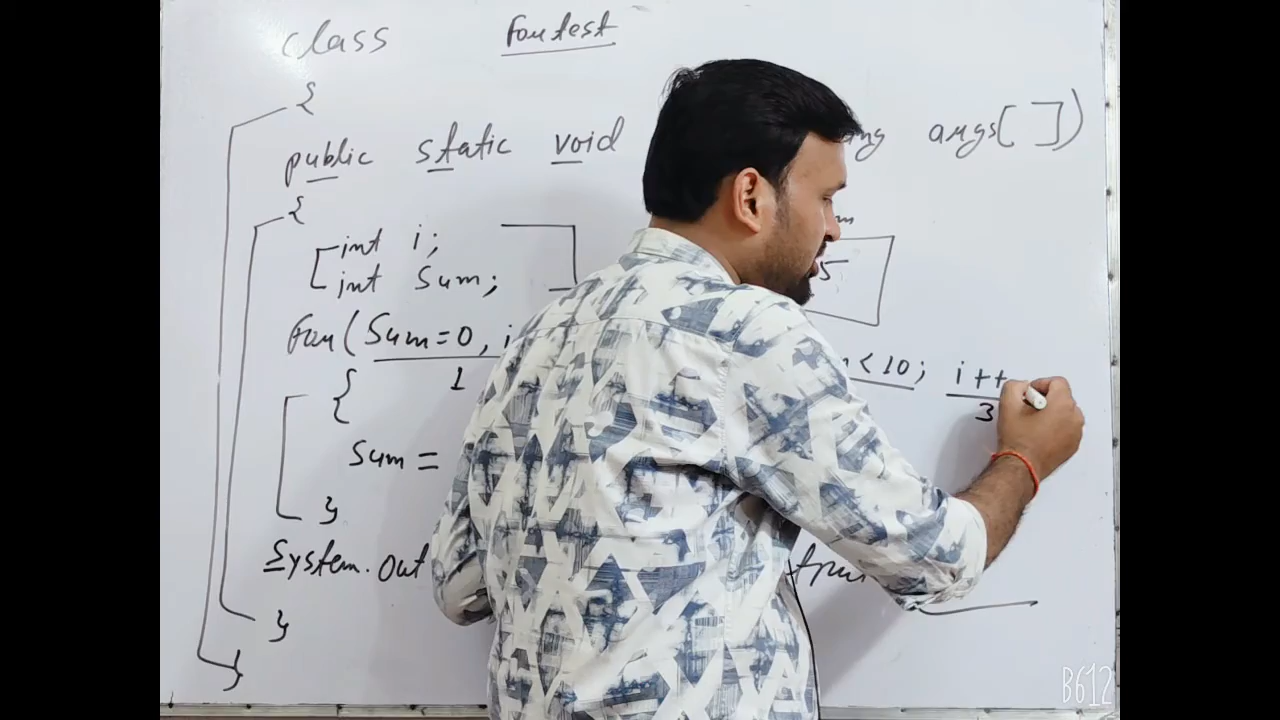 class Fortest
{
public static void args[ ])
{
int i;
int Sum;
5
For( Sum=0, i < 10; i++
1 3
{
Sum =
}
System.out
}
}
B612